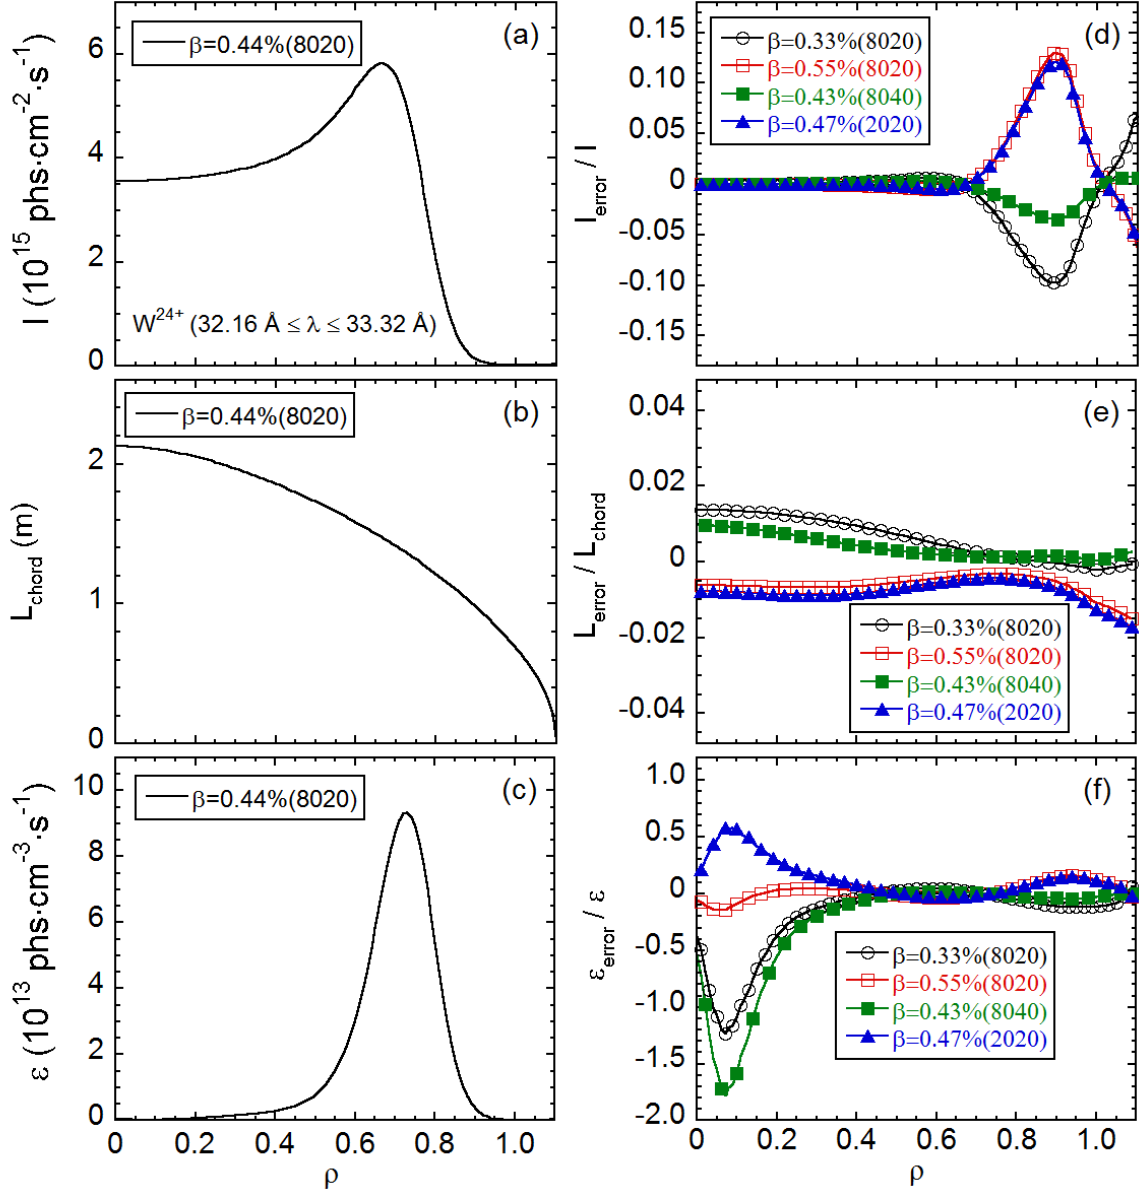 β=0.44%(8020)
(a)
I (10¹⁵ phs·cm⁻²·s⁻¹)
6
4
2
0
W²⁴⁺ (32.16 Å ≤ λ ≤ 33.32 Å)
β=0.44%(8020)
(b)
L_chord (m)
2
1
0
β=0.44%(8020)
(c)
ε (10¹³ phs·cm⁻³·s⁻¹)
10
8
6
4
2
0
0
0.2
0.4
0.6
0.8
1.0
ρ
β=0.33%(8020)
β=0.55%(8020)
β=0.43%(8040)
β=0.47%(2020)
(d)
I_error / I
0.15
0.10
0.05
0
-0.05
-0.10
-0.15
(e)
L_error / L_chord
0.04
0.02
0
-0.02
-0.04
β=0.33%(8020)
β=0.55%(8020)
β=0.43%(8040)
β=0.47%(2020)
(f)
ε_error / ε
1.0
0.5
0
-0.5
-1.0
-1.5
-2.0
β=0.33%(8020)
β=0.55%(8020)
β=0.43%(8040)
β=0.47%(2020)
0
0.2
0.4
0.6
0.8
1.0
ρ